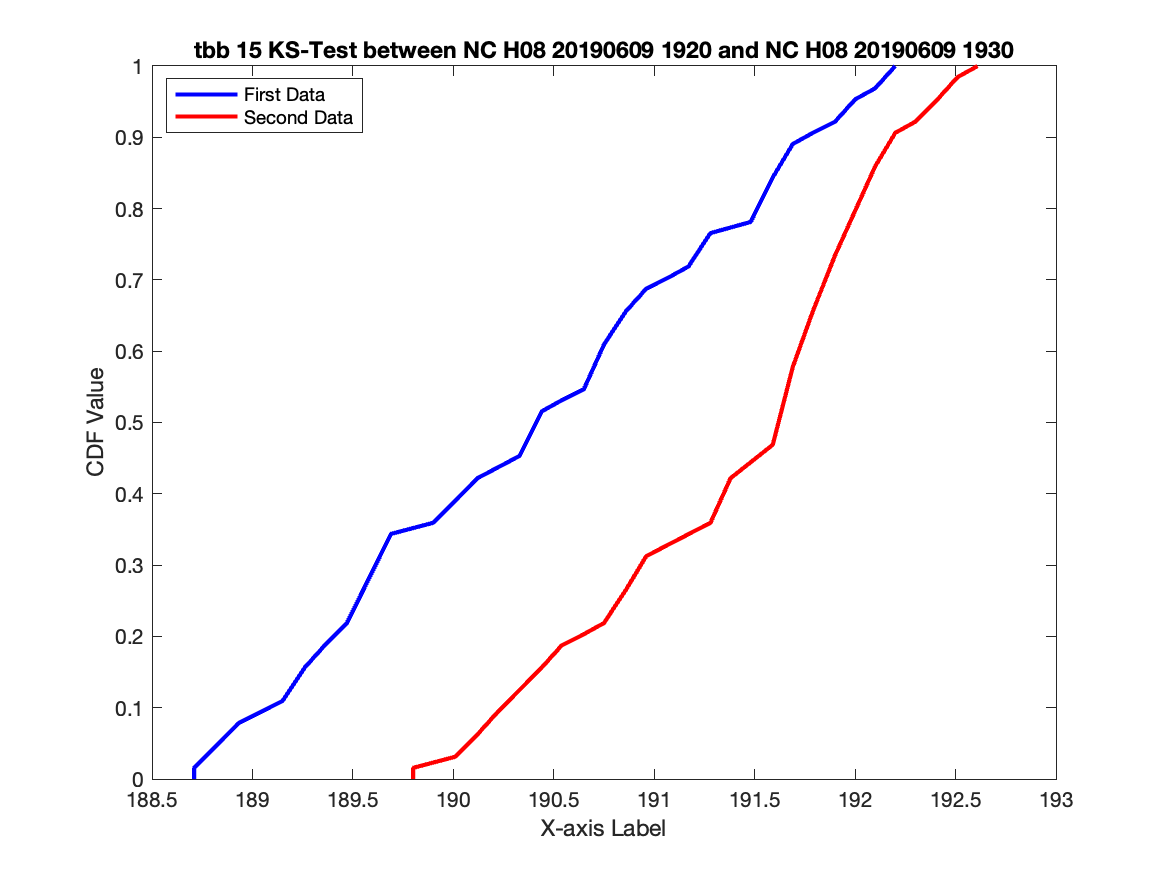 tbb 15 KS-Test between NC H08 20190609 1920 and NC H08 20190609 1930
First Data
Second Data
1
0.9
0.8
0.7
0.6
0.5
0.4
0.3
0.2
0.1
0
CDF Value
188.5 189 189.5 190 190.5 191 191.5 192 192.5 193
X-axis Label